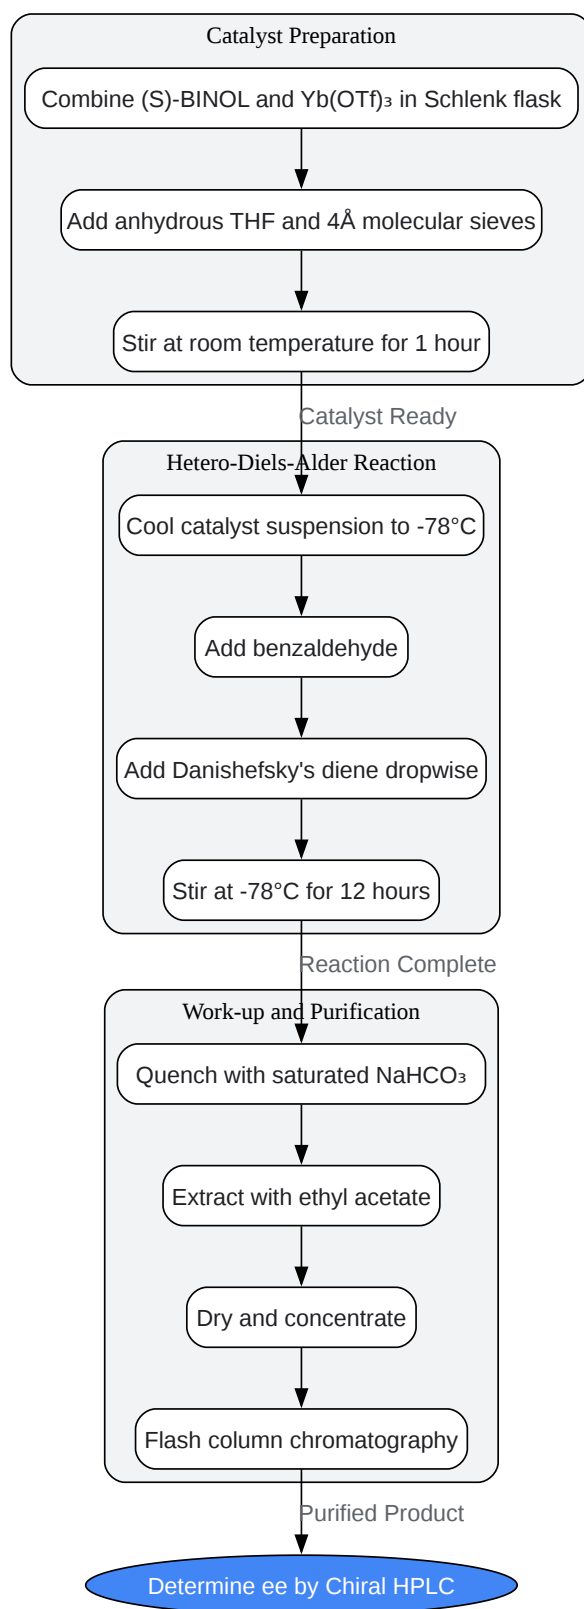 Catalyst Preparation
Combine (S)-BINOL and Yb(OTf)₃ in Schlenk flask
Add anhydrous THF and 4Å molecular sieves
Stir at room temperature for 1 hour
Catalyst Ready
Hetero-Diels-Alder Reaction
Cool catalyst suspension to -78°C
Add benzaldehyde
Add Danishefsky's diene dropwise
Stir at -78°C for 12 hours
Reaction Complete
Work-up and Purification
Quench with saturated NaHCO₃
Extract with ethyl acetate
Dry and concentrate
Flash column chromatography
Purified Product
Determine ee by Chiral HPLC